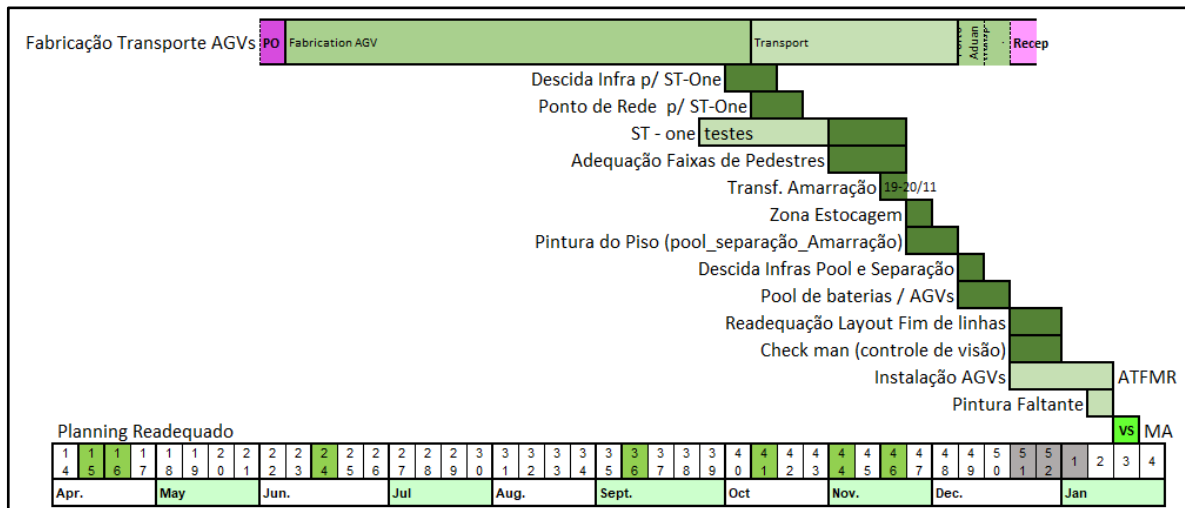 Fabricação Transporte AGVs PO Fabrication AGV Transport Aduan Recep
Descida Infra p/ ST-One
Ponto de Rede p/ ST-One
ST - one testes
Adequação Faixas de Pedestres
Transf. Amarração 19-20/11
Zona Estocagem
Pintura do Piso (pool_separação_Amarração)
Descida Infras Pool e Separação
Pool de baterias / AGVs
Readequação Layout Fim de linhas
Check man (controle de visão)
Instalação AGVs ATFMR
Pintura Faltante
VS MA
Planning Readequado
14 15 16 17 18 19 20 21 22 23 24 25 26 27 28 29 30 31 32 33 34 35 36 37 38 39 40 41 42 43 44 45 46 47 48 49 50 51 52 1 2 3 4
Apr. May Jun. Jul Aug. Sept. Oct Nov. Dec. Jan